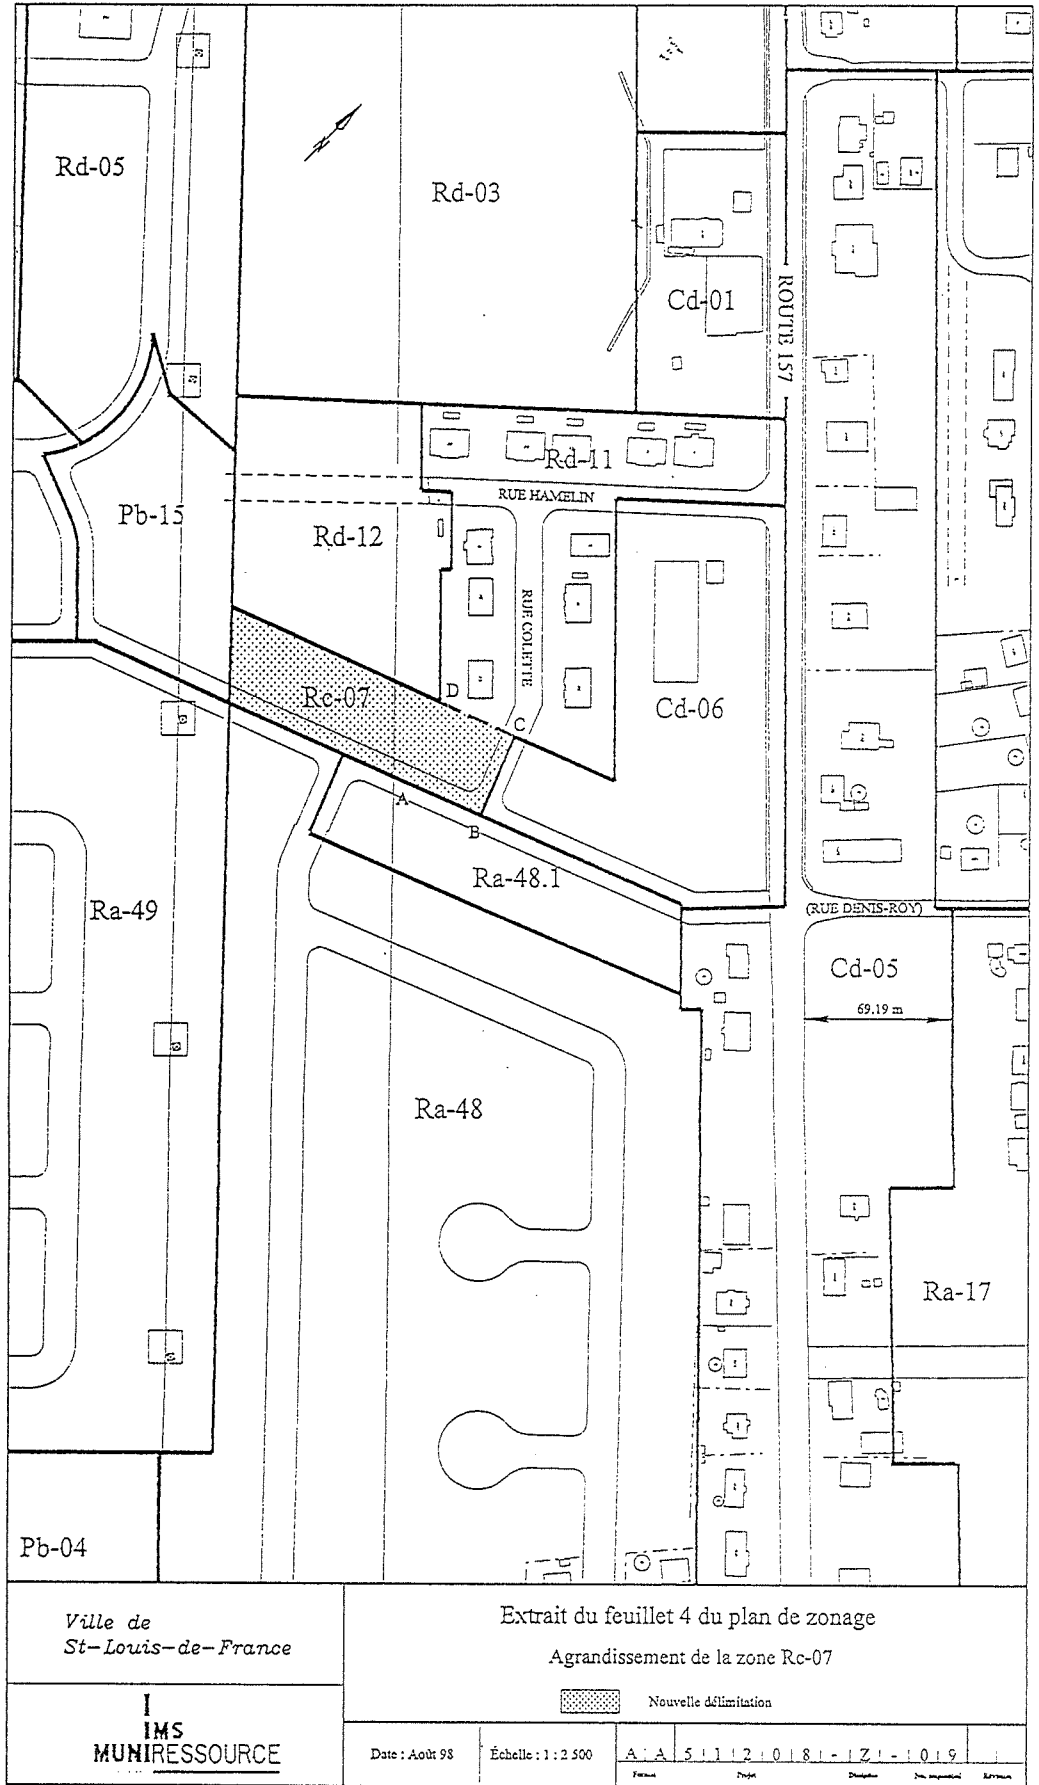 Rd-05
N
Rd-03
Cd-01
ROUTE 157
Rd-11
RUE HAMELIN
Pb-15
Rd-12
RUE COLETTE
Rc-07
D
C
Cd-06
A
B
Ra-48.1
Ra-49
(RUE DENIS-ROY)
Cd-05
69.19 m
Ra-48
Ra-17
Pb-04
Ville de
St-Louis-de-France
Extrait du feuillet 4 du plan de zonage
Agrandissement de la zone Rc-07
Nouvelle délimitation
IMS
MUNIRESSOURCE
Date : Août 98
Échelle : 1 : 2 500
A A 5 1 2 0 8 - Z - 0 9
Format Projet Discipline